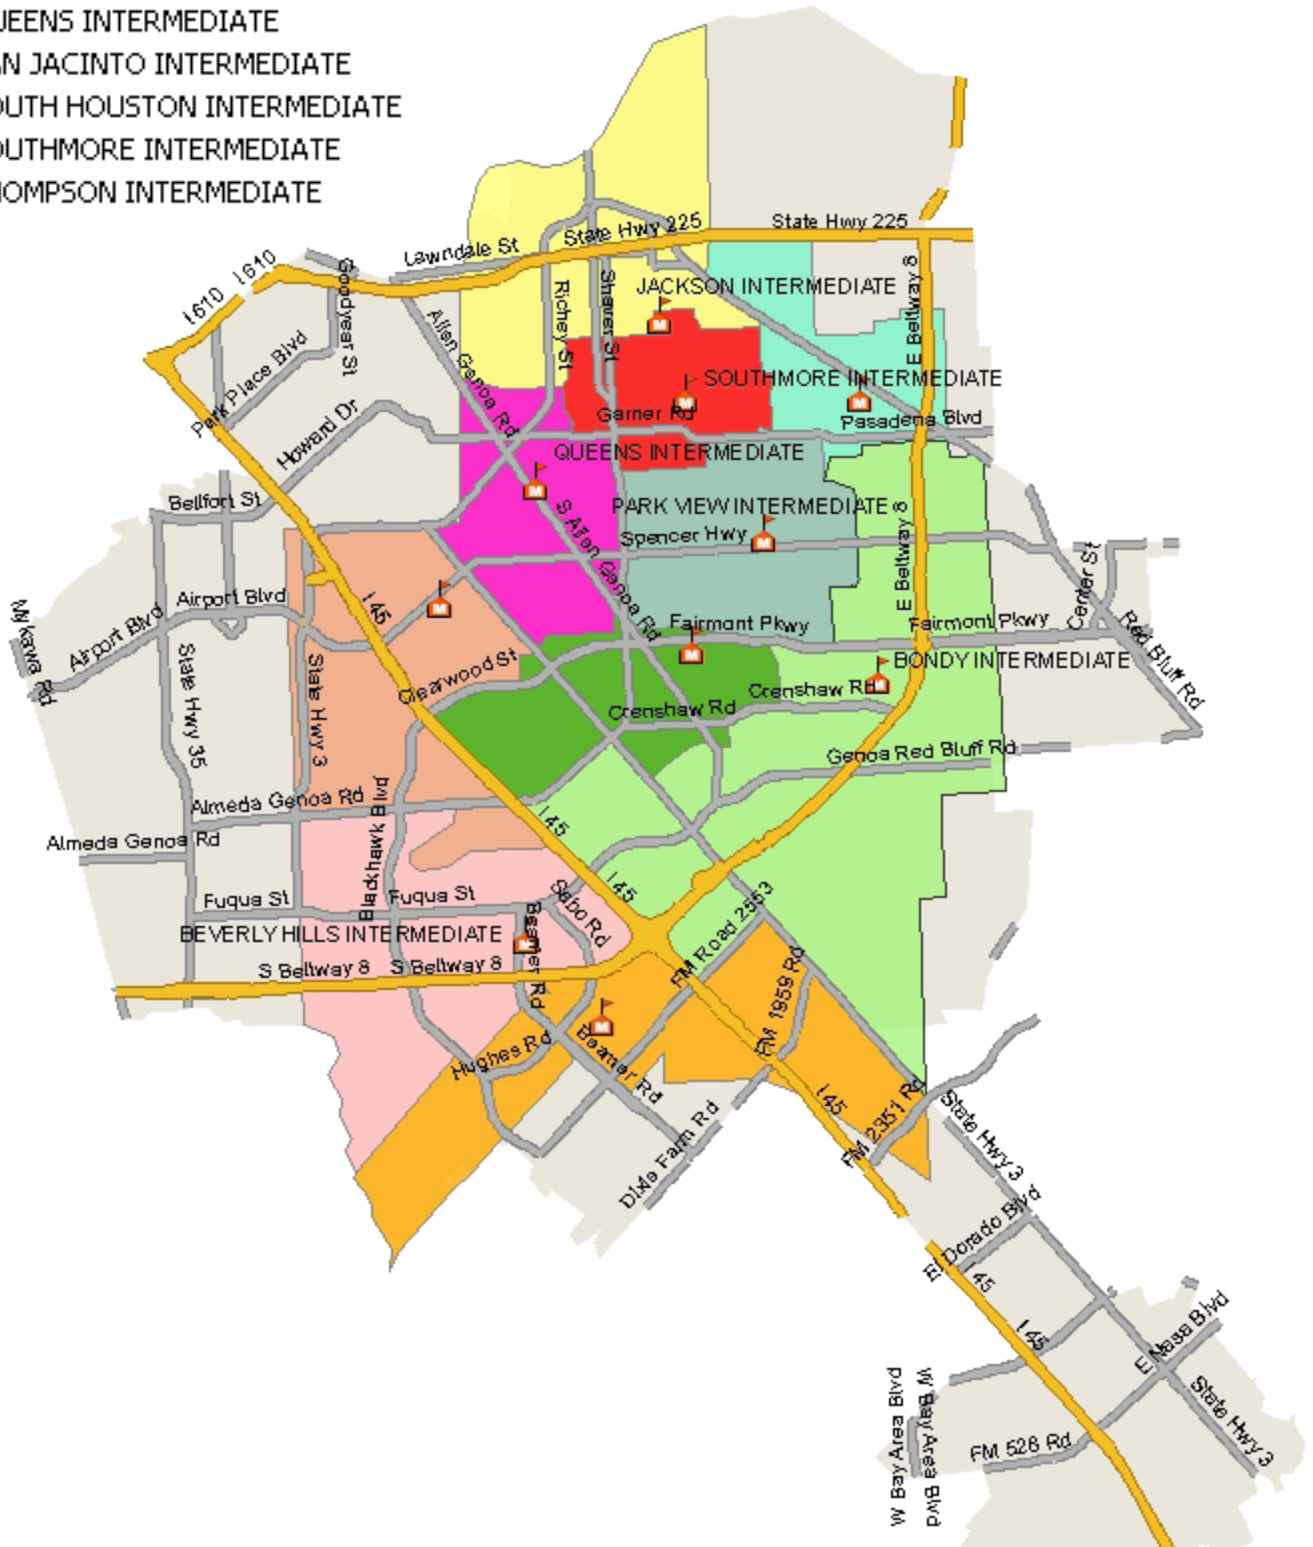 UEENS INTERMEDIATE
AN JACINTO INTERMEDIATE
OUTH HOUSTON INTERMEDIATE
OUTHMORE INTERMEDIATE
HOMPSON INTERMEDIATE
State Hwy 225
State Hwy 225
Lawndale St
I 610
I 610
Goodyear St
JACKSON INTERMEDIATE
E Beltway 8
Richey St
Shaver St
Allen Genoa Rd
Park Place Blvd
SOUTHMORE INTERMEDIATE
Howard Dr
Garner Rd
Pasadena Blvd
QUEENS INTERMEDIATE
Bellfort St
PARK VIEW INTERMEDIATE
S Allen Genoa Rd
Spencer Hwy
E Beltway 8
Center St
Airport Blvd
Airport Blvd
I 45
Mykawa Rd
Fairmont Pkwy
Fairmont Pkwy
Red Bluff Rd
State Hwy 35
State Hwy 3
Clearwood St
BONDY INTERMEDIATE
Crenshaw Rd
Crenshaw Rd
Genoa Red Bluff Rd
Almeda Genoa Rd
Blackhawk Blvd
Almeda Genoa Rd
I 45
I 45
Fuqua St
Fuqua St
Sabo Rd
BEVERLY HILLS INTERMEDIATE
Beamer Rd
FM Road 2553
S Beltway 8
S Beltway 8
FM 1959 Rd
Hughes Rd
Beamer Rd
I 45
FM 2351 Rd
Dixie Farm Rd
State Hwy 3
El Dorado Blvd
45
I 45
E Nasa Blvd
W Bay Area Blvd
W Bay Area Blvd
State Hwy 3
FM 528 Rd